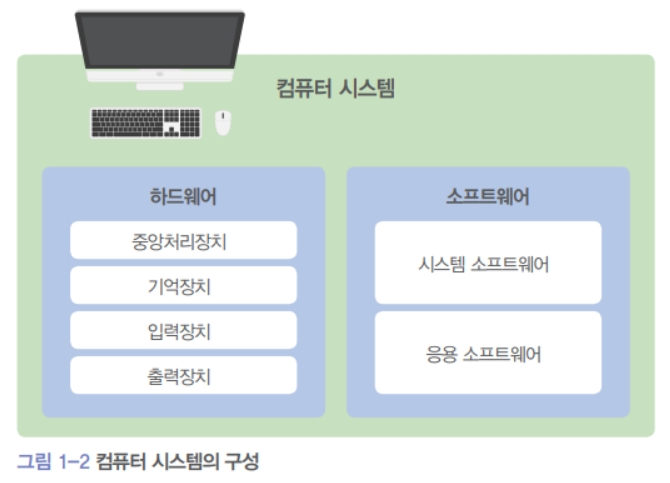 컴퓨터 시스템
하드웨어
중앙처리장치
기억장치
입력장치
출력장치
소프트웨어
시스템 소프트웨어
응용 소프트웨어
그림 1-2 컴퓨터 시스템의 구성